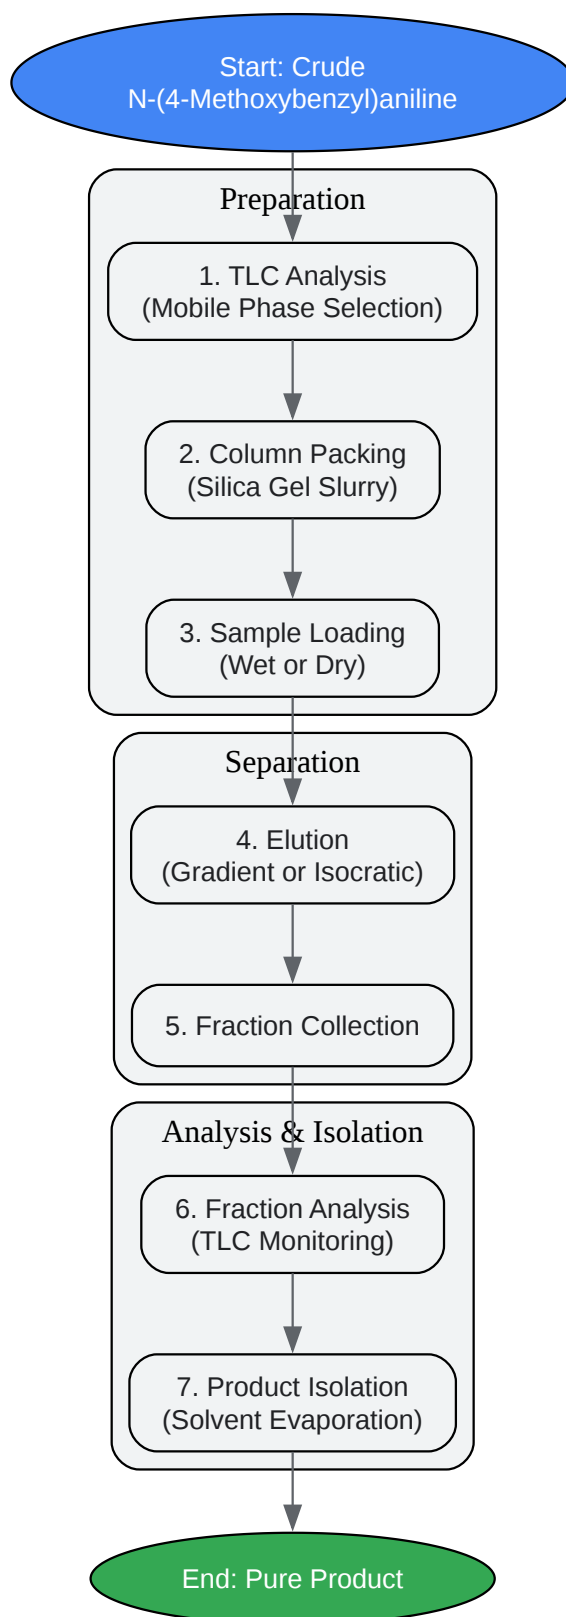 Start: Crude
N-(4-Methoxybenzyl)aniline
Preparation
1. TLC Analysis
(Mobile Phase Selection)
2. Column Packing
(Silica Gel Slurry)
3. Sample Loading
(Wet or Dry)
Separation
4. Elution
(Gradient or Isocratic)
5. Fraction Collection
Analysis & Isolation
6. Fraction Analysis
(TLC Monitoring)
7. Product Isolation
(Solvent Evaporation)
End: Pure Product